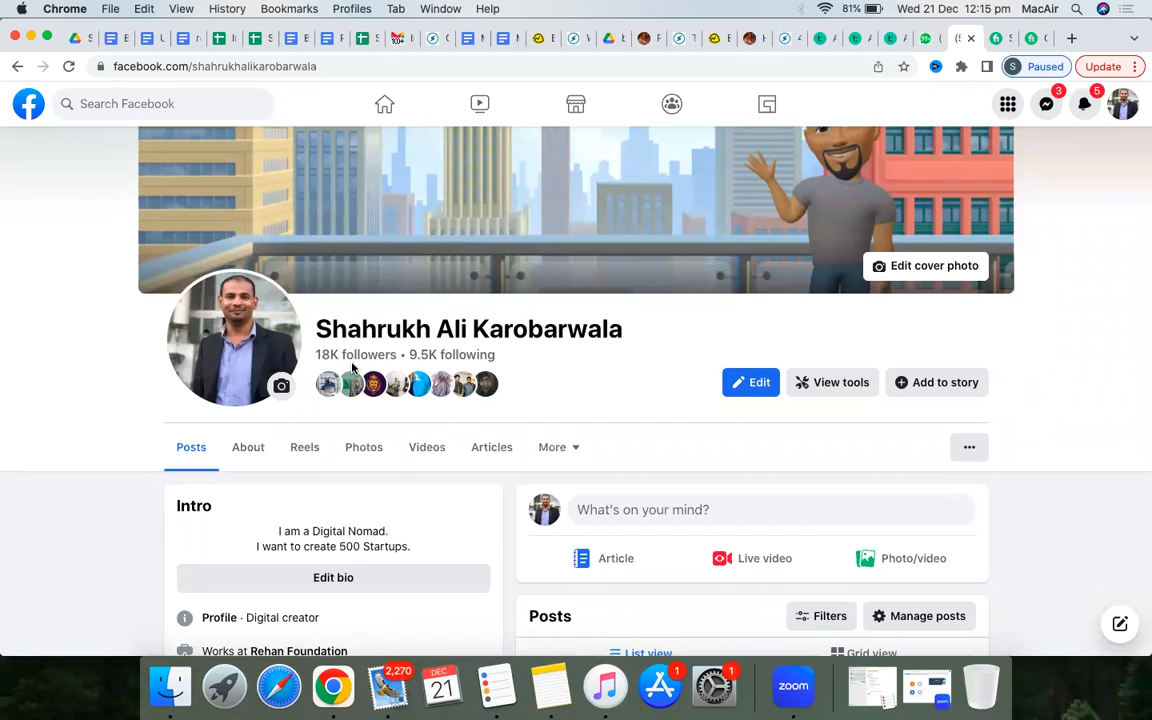 Chrome File Edit View History Bookmarks Profiles Tab Window Help 81% Wed 21 Dec 12:15 pm MacAir
facebook.com/shahrukhalikarobarwala S Paused Update
Search Facebook 3 5
Edit cover photo
Shahrukh Ali Karobarwala
18K followers • 9.5K following
Edit View tools Add to story
Posts About Reels Photos Videos Articles More
Intro
What's on your mind?
I am a Digital Nomad.
I want to create 500 Startups.
Article Live video Photo/video
Edit bio
Profile · Digital creator
Posts Filters Manage posts
Works at Rehan Foundation
List view Grid view
2,270
DEC
21
1
1
zoom